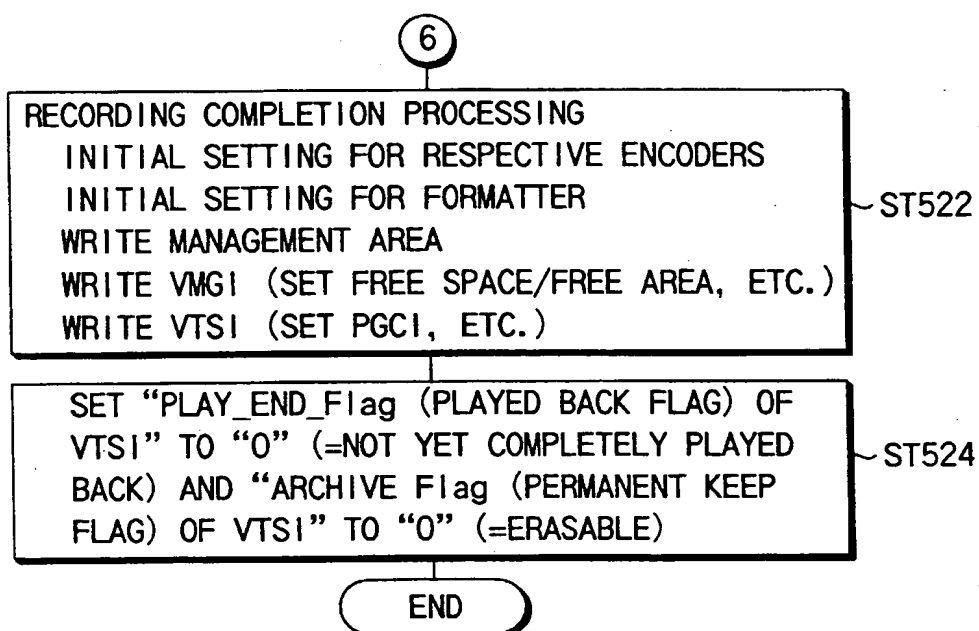 6
RECORDING COMPLETION PROCESSING
INITIAL SETTING FOR RESPECTIVE ENCODERS
INITIAL SETTING FOR FORMATTER
WRITE MANAGEMENT AREA
WRITE VMGI (SET FREE SPACE/FREE AREA, ETC.)
WRITE VTSI (SET PGCI, ETC.)
ST522
SET “PLAY_END_Flag (PLAYED BACK FLAG) OF
VTSI” TO “0” (=NOT YET COMPLETELY PLAYED
BACK) AND “ARCHIVE Flag (PERMANENT KEEP
FLAG) OF VTSI” TO “0” (=ERASABLE)
ST524
END